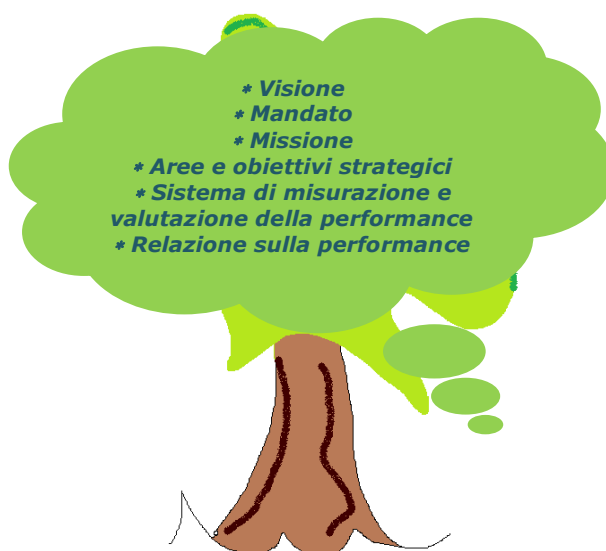 * Visione
* Mandato
* Missione
* Aree e obiettivi strategici
* Sistema di misurazione e
valutazione della performance
* Relazione sulla performance